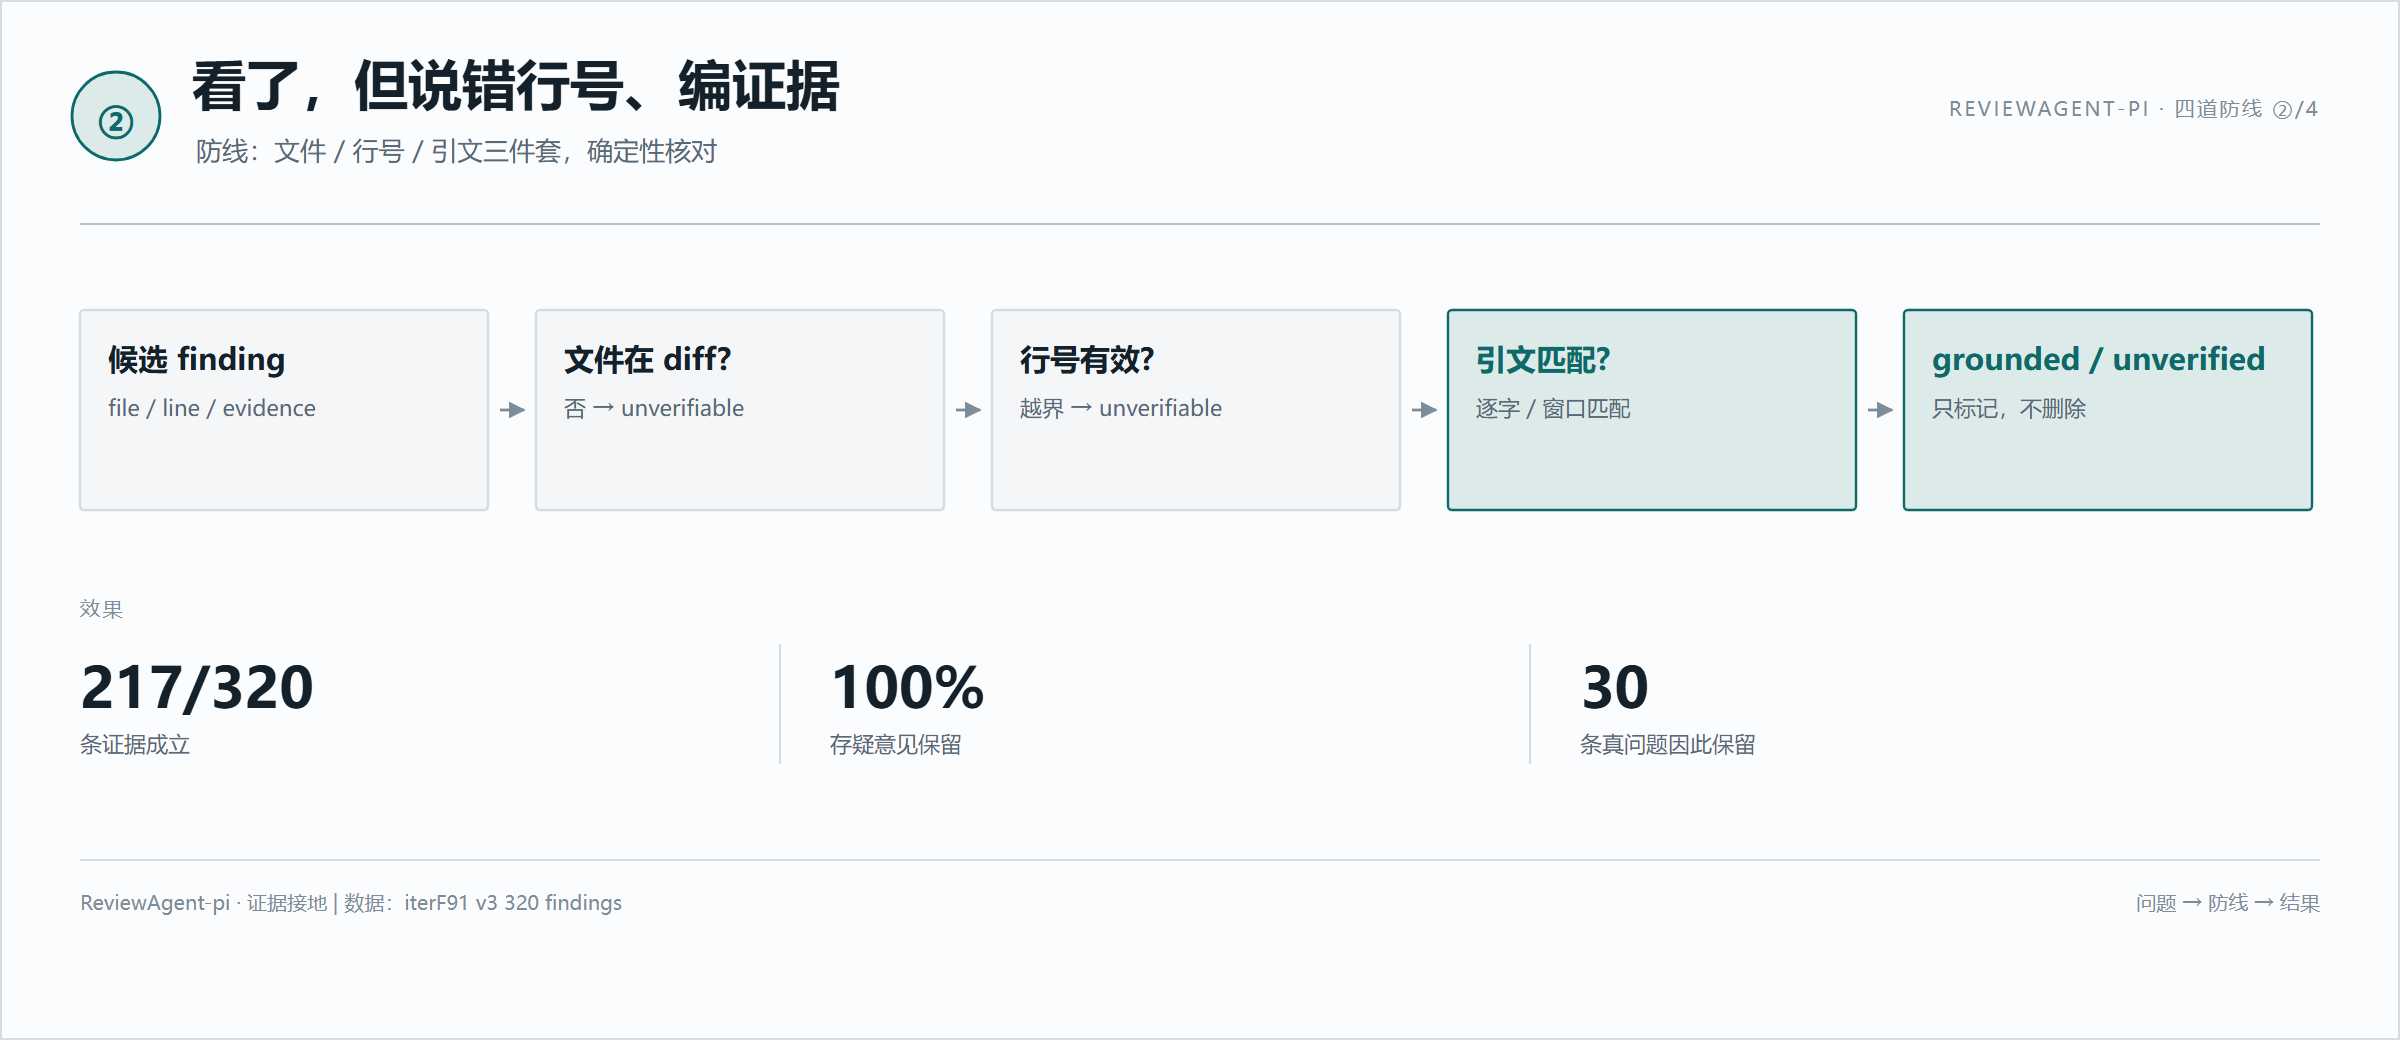 ②
看了，但说错行号、编证据
防线：文件 / 行号 / 引文三件套，确定性核对
REVIEWAGENT-PI · 四道防线 ②/4
候选 finding
file / line / evidence
文件在 diff?
否 → unverifiable
行号有效?
越界 → unverifiable
引文匹配?
逐字 / 窗口匹配
grounded / unverified
只标记，不删除
效果
217/320
条证据成立
100%
存疑意见保留
30
条真问题因此保留
ReviewAgent-pi · 证据接地 | 数据：iterF91 v3 320 findings
问题 → 防线 → 结果